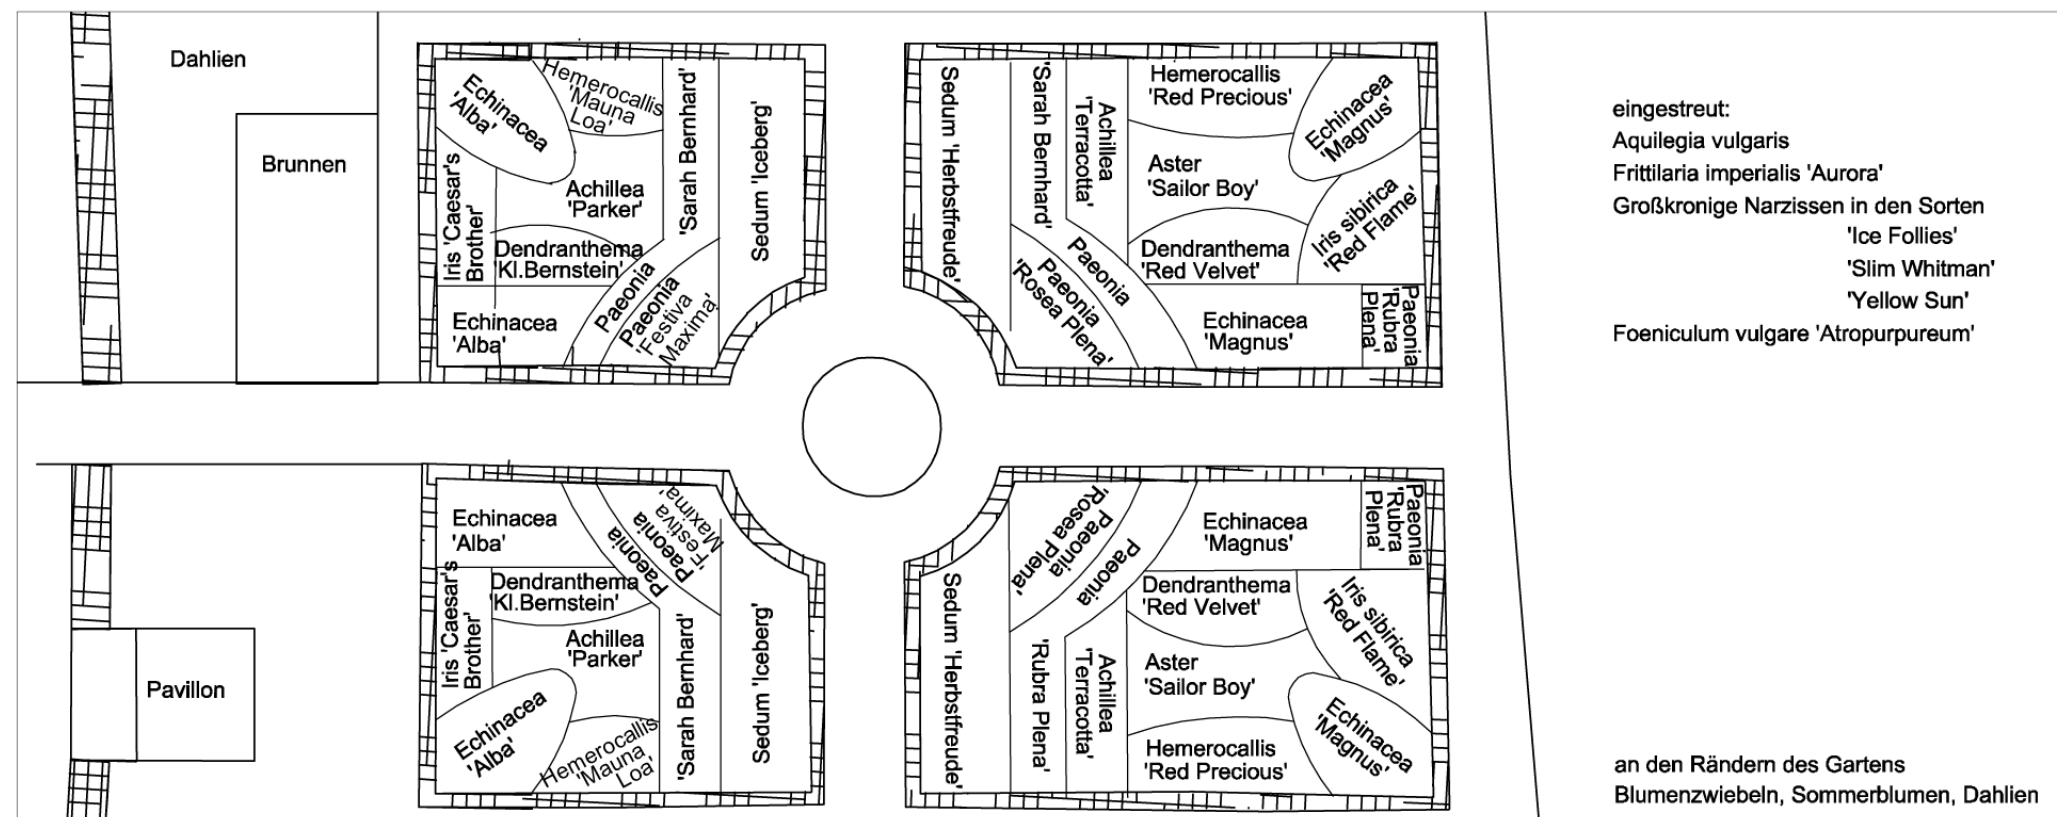 Dahlien
Brunnen
Echinacea
'Alba'
Hemerocallis
'Mauna
Loa'
'Sarah Bernhard'
Sedum 'Iceberg'
Iris 'Caesar's
Brother'
Achillea
'Parker'
Dendranthema
'Kl.Bernstein'
Echinacea
'Alba'
Paeonia
Paeonia
'Festiva
Maxima'
Sedum 'Herbstfreude'
'Sarah Bernhard'
Achillea
'Terracotta'
Hemerocallis
'Red Precious'
Echinacea
'Magnus'
Aster
'Sailor Boy'
Iris sibirica
'Red Flame'
Dendranthema
'Red Velvet'
Paeonia
Paeonia
'Rosea Plena'
Echinacea
'Magnus'
Paeonia
'Rubra
Plena'
eingestreut:
Aquilegia vulgaris
Frittilaria imperialis 'Aurora'
Großkronige Narzissen in den Sorten
'Ice Follies'
'Slim Whitman'
'Yellow Sun'
Foeniculum vulgare 'Atropurpureum'
Pavillon
Echinacea
'Alba'
Paeonia
Paeonia
'Festiva
Maxima'
Iris 'Caesar's
Brother'
Dendranthema
'Kl.Bernstein'
Achillea
'Parker'
Echinacea
'Alba'
Hemerocallis
'Mauna
Loa'
'Sarah Bernhard'
Sedum 'Iceberg'
Sedum 'Herbstfreude'
Paeonia
'Rosea Plena'
Paeonia
'Rubra Plena'
Achillea
'Terracotta'
Echinacea
'Magnus'
Paeonia
'Rubra
Plena'
Dendranthema
'Red Velvet'
Iris sibirica
'Red Flame'
Aster
'Sailor Boy'
Echinacea
'Magnus'
Hemerocallis
'Red Precious'
an den Rändern des Gartens
Blumenzwiebeln, Sommerblumen, Dahlien